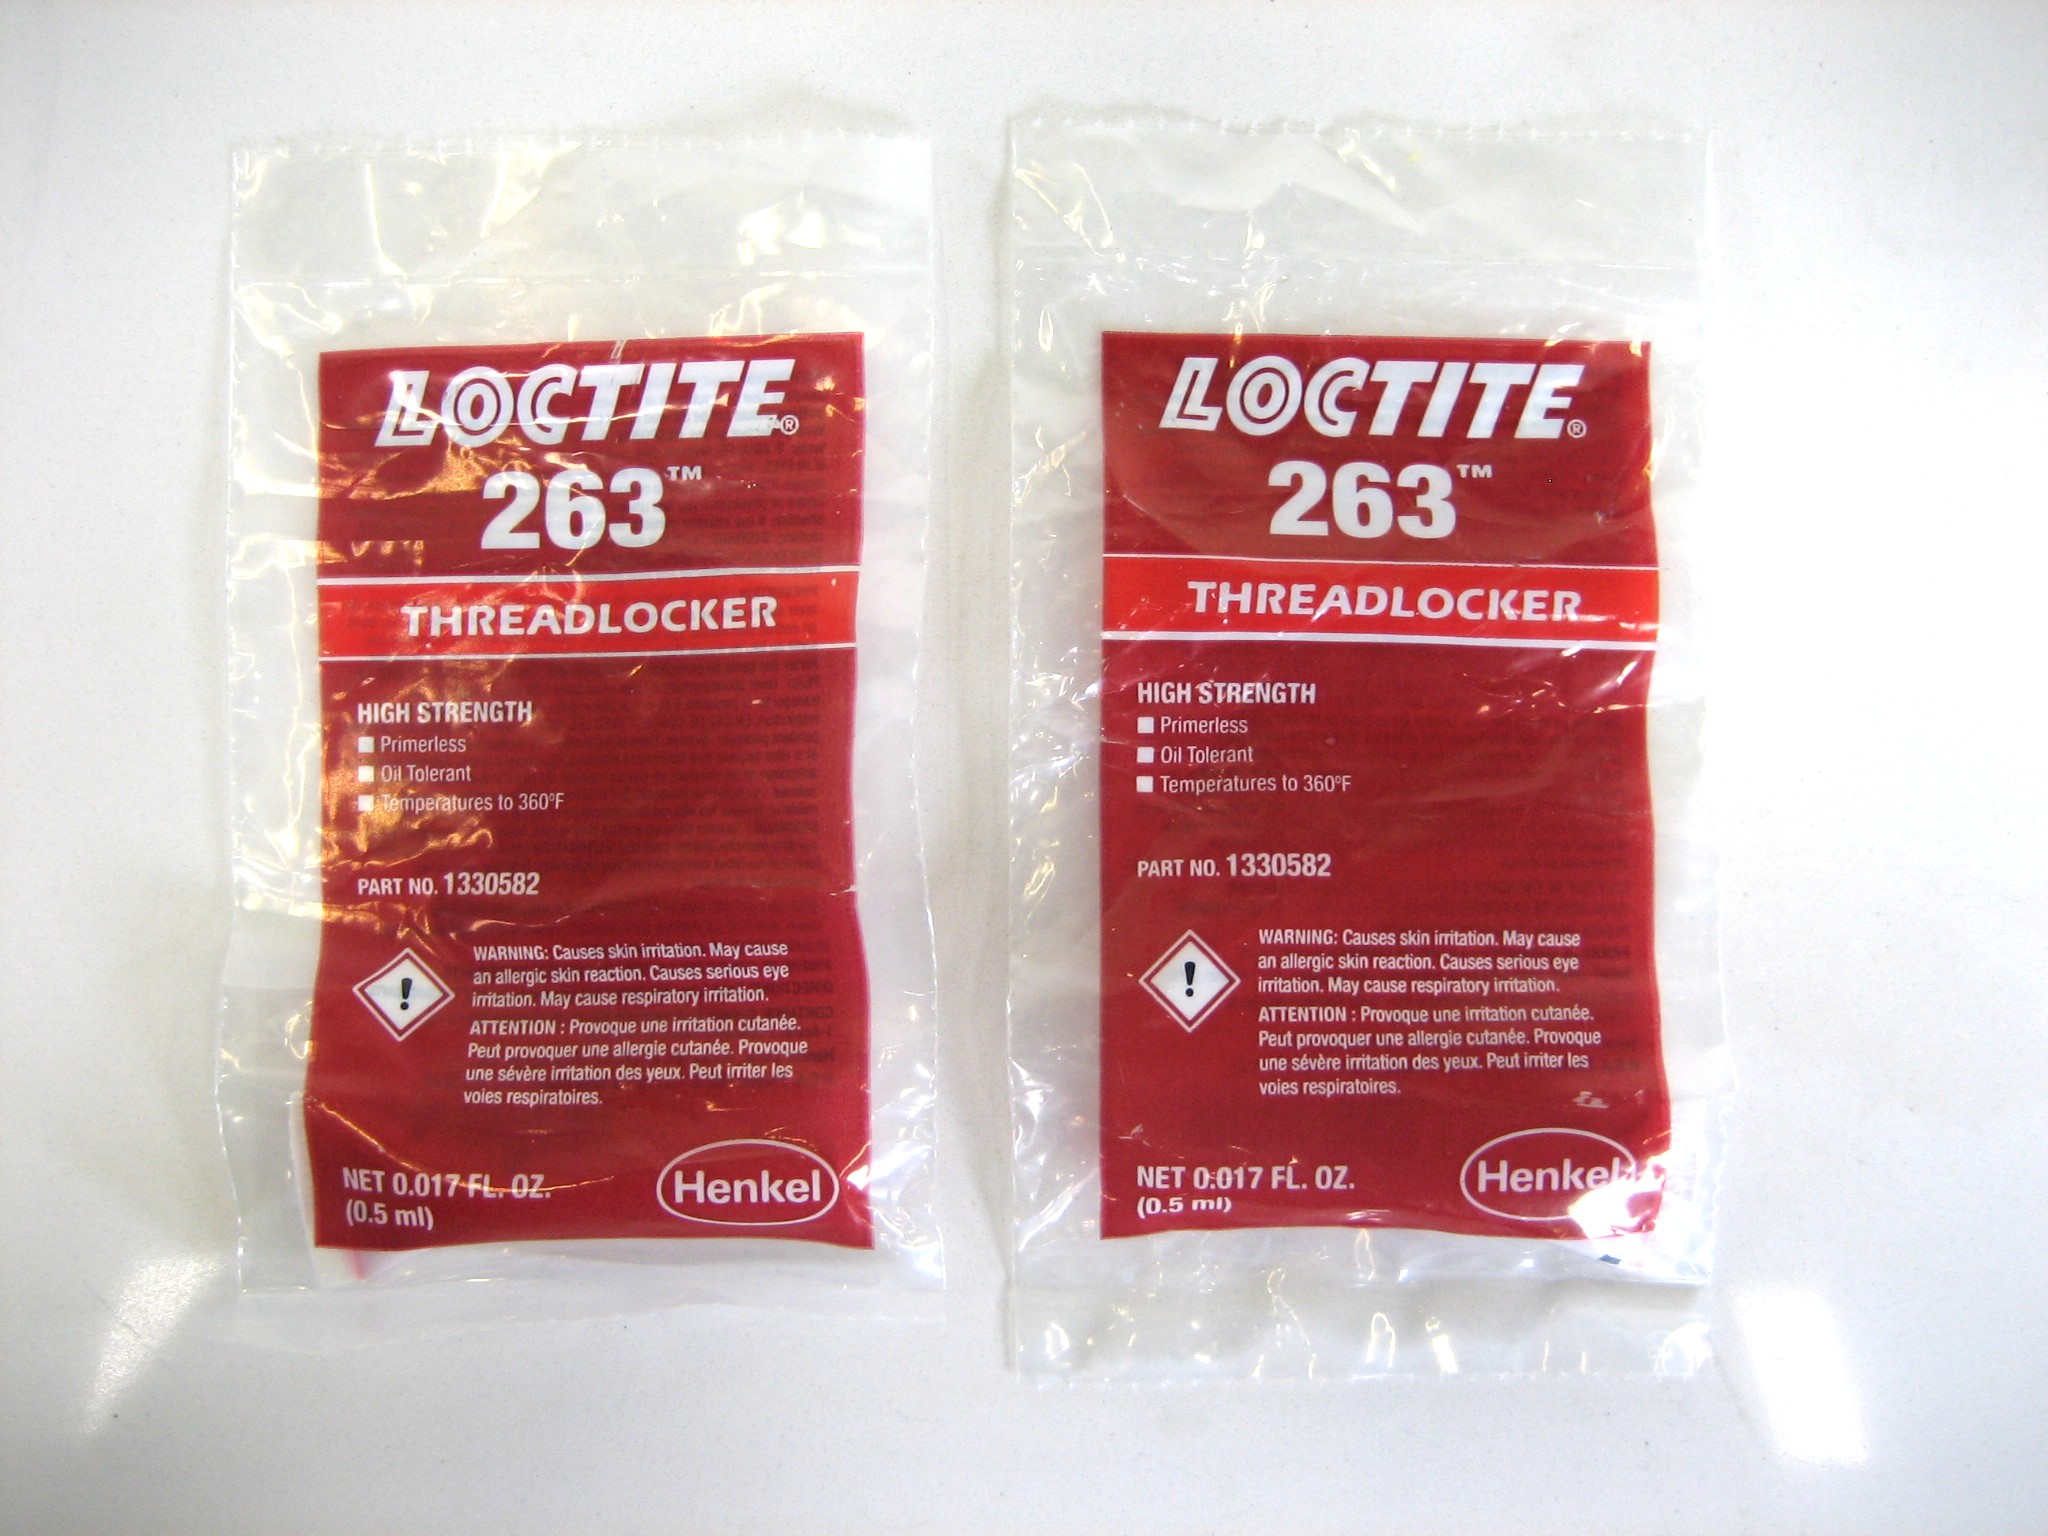 LOCTITE®
263™
THREADLOCKER
HIGH STRENGTH
Primerless
Oil Tolerant
Temperatures to 360ºF
PART NO. 1330582
!
WARNING: Causes skin irritation. May cause
an allergic skin reaction. Causes serious eye
irritation. May cause respiratory irritation.
ATTENTION : Provoque une irritation cutanée.
Peut provoquer une allergie cutanée. Provoque
une sévère irritation des yeux. Peut irriter les
voies respiratoires.
NET 0.017 FL. OZ.
(0.5 ml)
Henkel
LOCTITE®
263™
THREADLOCKER
HIGH STRENGTH
Primerless
Oil Tolerant
Temperatures to 360ºF
PART NO. 1330582
!
WARNING: Causes skin irritation. May cause
an allergic skin reaction. Causes serious eye
irritation. May cause respiratory irritation.
ATTENTION : Provoque une irritation cutanée.
Peut provoquer une allergie cutanée. Provoque
une sévère irritation des yeux. Peut irriter les
voies respiratoires.
NET 0.017 FL. OZ.
(0.5 ml)
Henkel